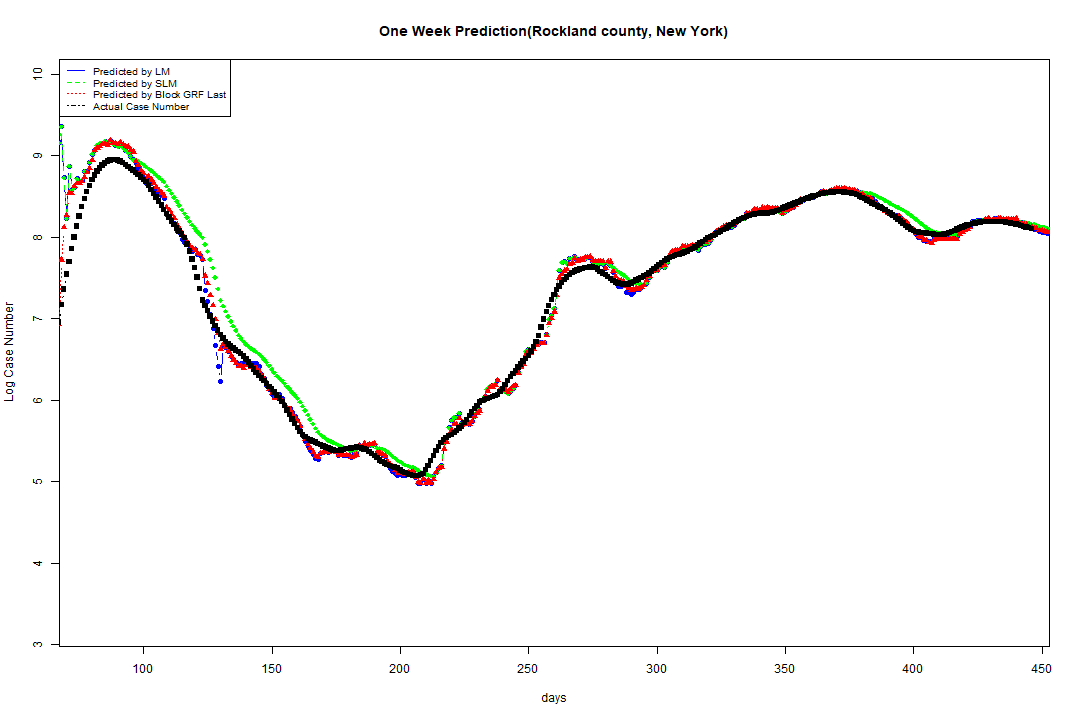 One Week Prediction(Rockland county, New York)
Predicted by LM
Predicted by SLM
Predicted by Block GRF Last
Actual Case Number
10
9
8
7
6
5
4
3
Log Case Number
100 150 200 250 300 350 400 450
days